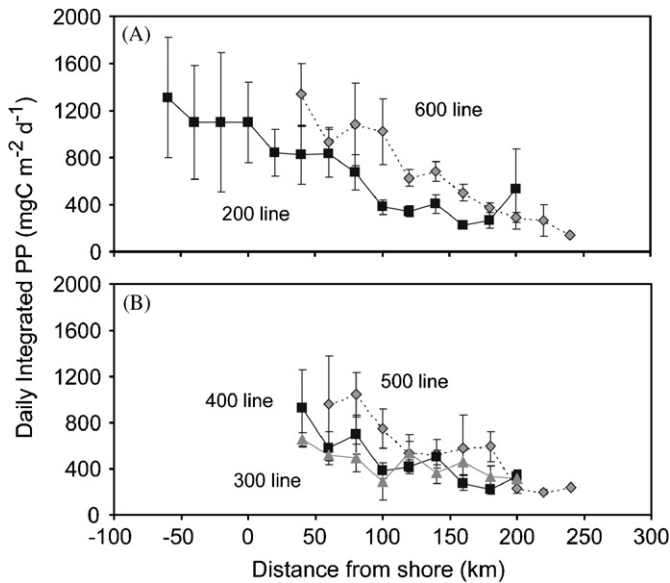 (A)
2000
1600
1200
800
400
0
600 line
200 line
(B)
2000
1600
1200
800
400
0
400 line
500 line
300 line
-100 -50 0 50 100 150 200 250 300
Distance from shore (km)
Daily Integrated PP (mgC m-2 d-1)